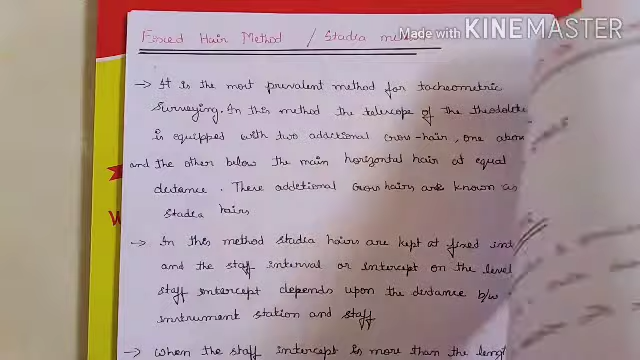 Fixed Hair Method / Stadia me
Made with KINEMASTER
→ It is the most prevalent method for tacheometric
surveying. In this method the telescope of the theodolite
is equipped with two additional cross-hair, one above
and the other below the main horizontal hair at equal
distance. These additional cross hairs are known as
stadia hairs
→ In this method stadia hairs are kept at fixed int
and the staff interval or intercept on the level
staff intercept depends upon the distance b/w
instrument station and staff
→ When the staff intercept is more than the leng